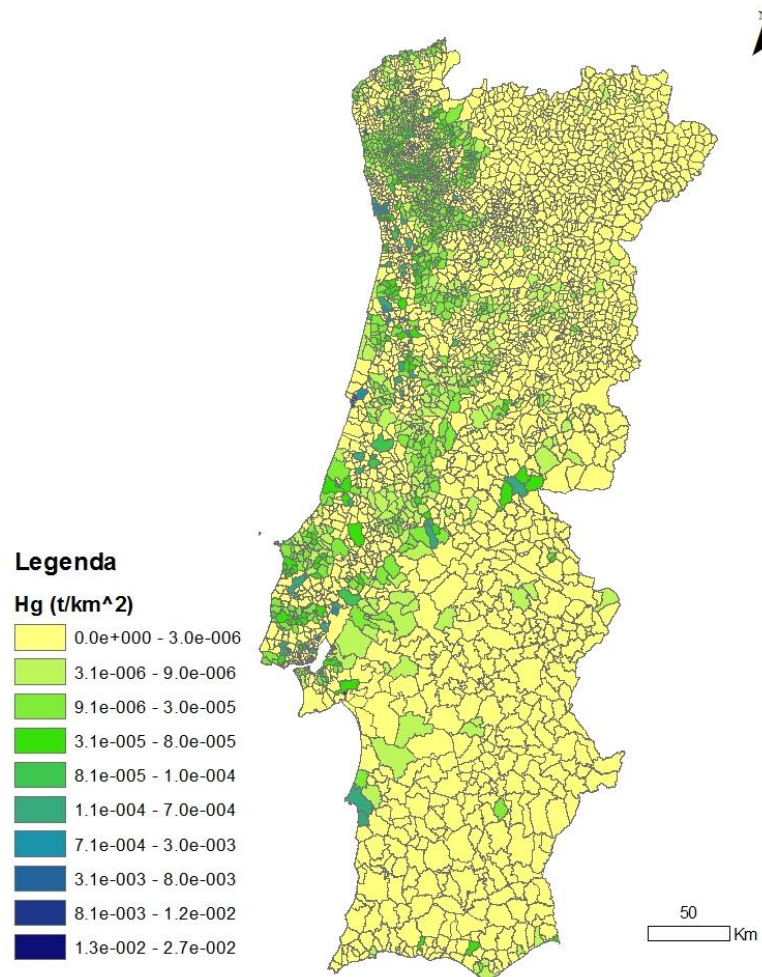 N
Legenda
Hg (t/km^2)
0.0e+000 - 3.0e-006
3.1e-006 - 9.0e-006
9.1e-006 - 3.0e-005
3.1e-005 - 8.0e-005
8.1e-005 - 1.0e-004
1.1e-004 - 7.0e-004
7.1e-004 - 3.0e-003
3.1e-003 - 8.0e-003
8.1e-003 - 1.2e-002
1.3e-002 - 2.7e-002
50
Km